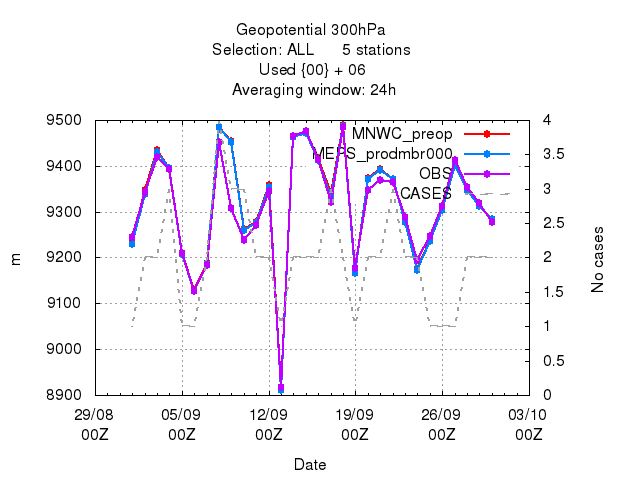 Geopotential 300hPa
Selection: ALL 5 stations
Used {00} + 06
Averaging window: 24h
9500
9400
9300
9200
9100
9000
8900
m
MNWC_preop
MEPS_prodmbr000
OBS
CASES
4
3.5
3
2.5
2
1.5
1
0.5
0
No cases
29/08 05/09 12/09 19/09 26/09 03/10
00Z 00Z 00Z 00Z 00Z 00Z
Date